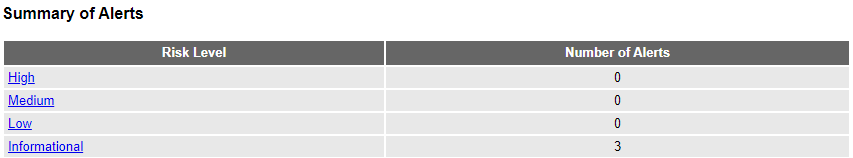 Summary of Alerts
Risk Level Number of Alerts
High 0
Medium 0
Low 0
Informational 3